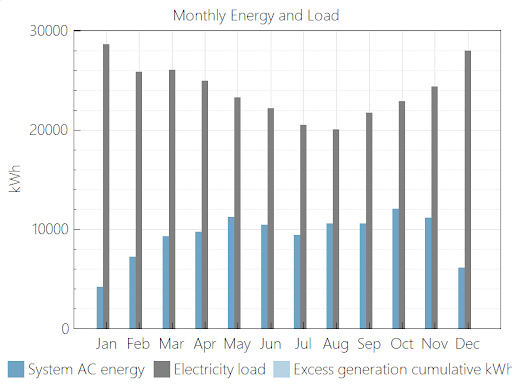 Monthly Energy and Load
30000
20000
10000
0
kWh
Jan Feb Mar Apr May Jun Jul Aug Sep Oct Nov Dec
System AC energy Electricity load Excess generation cumulative kWh